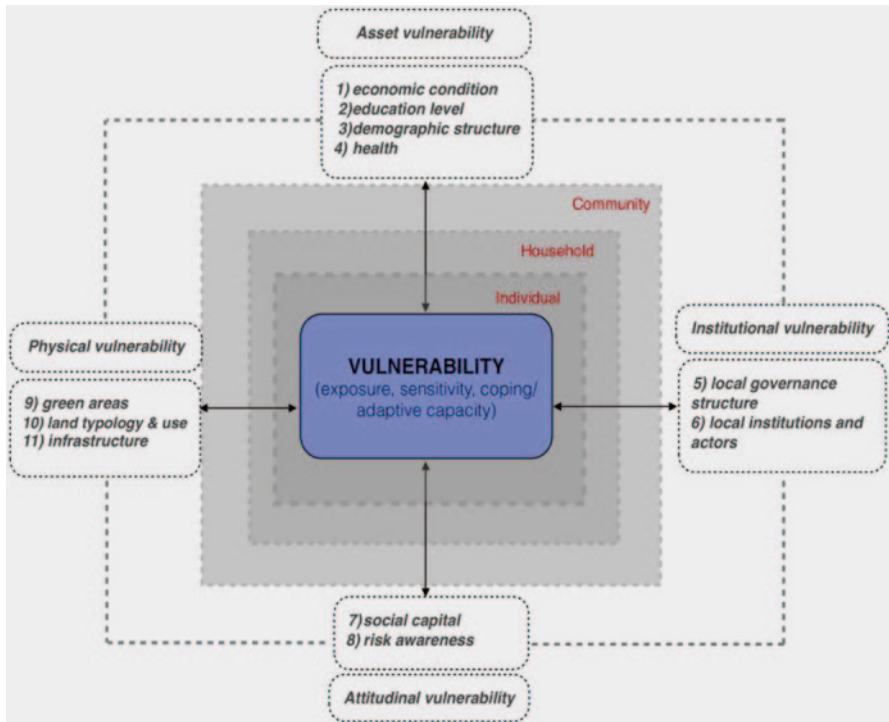 Asset vulnerability
1) economic condition
2)education level
3)demographic structure
4) health
Community
Household
Individual
VULNERABILITY
(exposure, sensitivity, coping/
adaptive capacity)
Physical vulnerability
9) green areas
10) land typology & use
11) infrastructure
Institutional vulnerability
5) local governance
structure
6) local institutions and
actors
7)social capital
8) risk awareness
Attitudinal vulnerability